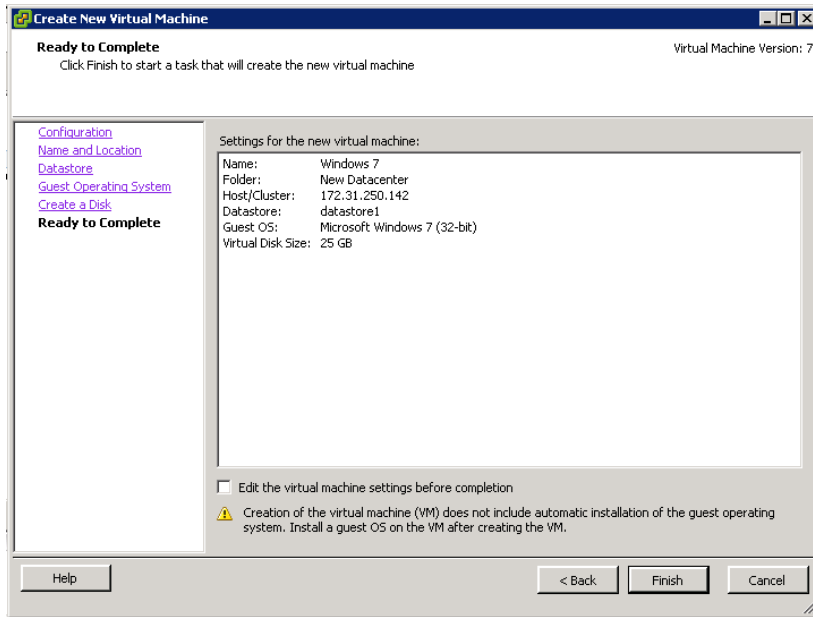 Create New Virtual Machine
Ready to Complete
Virtual Machine Version: 7
Click Finish to start a task that will create the new virtual machine
Configuration
Name and Location
Datastore
Guest Operating System
Create a Disk
Ready to Complete
Settings for the new virtual machine:
Name: Windows 7
Folder: New Datacenter
Host/Cluster: 172.31.250.142
Datastore: datastore1
Guest OS: Microsoft Windows 7 (32-bit)
Virtual Disk Size: 25 GB
Edit the virtual machine settings before completion
Creation of the virtual machine (VM) does not include automatic installation of the guest operating
system. Install a guest OS on the VM after creating the VM.
Help
< Back
Finish
Cancel